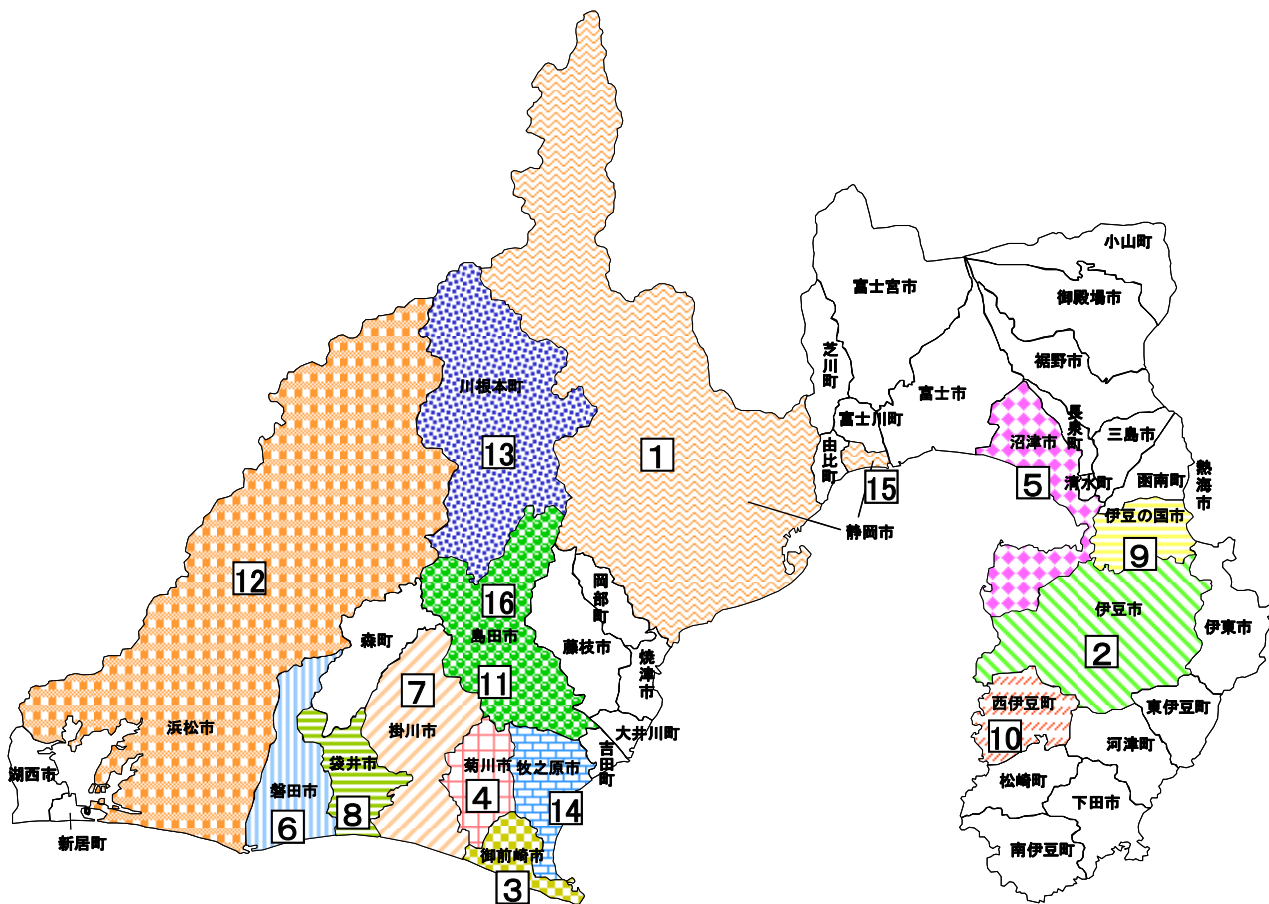 小山町
富士宮市
御殿場市
芝川町
裾野市
川根本町
富士市
富士川町
長泉町
沼津市
三島市
13
1
由比町
熱海市
函南町
15
5
清水町
伊豆の国市
静岡市
9
12
岡部町
16
伊豆市
森町
島田市
藤枝市
伊東市
焼津市
2
11
7
西伊豆町
東伊豆町
浜松市
掛川市
大井川町
10
河津町
吉田町
袋井市
菊川市
牧之原市
湖西市
磐田市
松崎町
4
下田市
14
8
6
新居町
御前崎市
南伊豆町
3